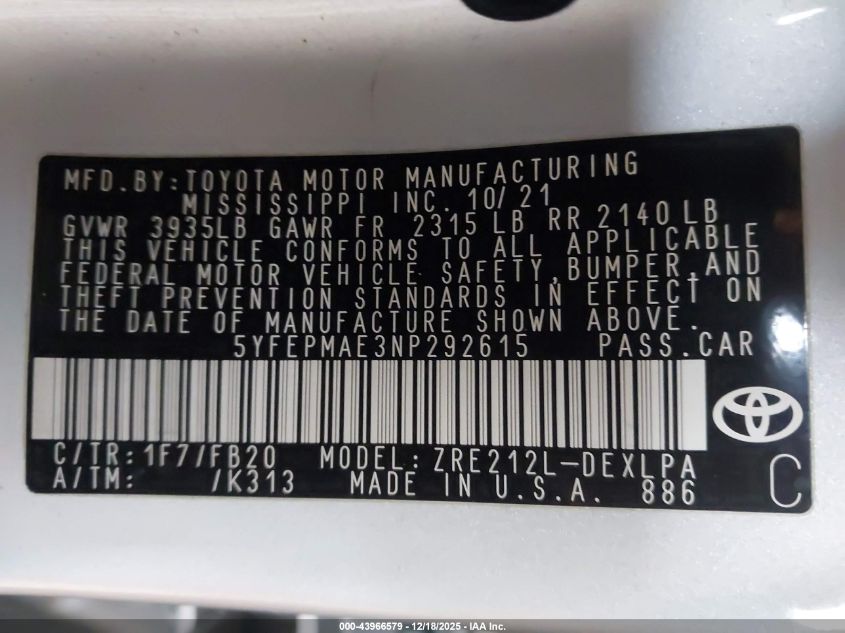 MFD.BY:TOYOTA MOTOR MANUFACTURING
MISSISSIPPI INC. 10/21
GVWR 3935LB GAWR FR 2315 LB RR 2140 LB
THIS VEHICLE CONFORMS TO ALL APPLICABLE
FEDERAL MOTOR VEHICLE SAFETY,BUMPER,AND
THEFT PREVENTION STANDARDS IN EFFECT ON
THE DATE OF MANUFACTURE SHOWN ABOVE.
5YFEPMAE3NP292615 PASS.CAR
C/TR:1F7/FB20 MODEL:ZRE212L-DEXLPA
A/TM: /K313 MADE IN U.S.A. 886 C
000-43966579 - 12/18/2025 - IAA Inc.